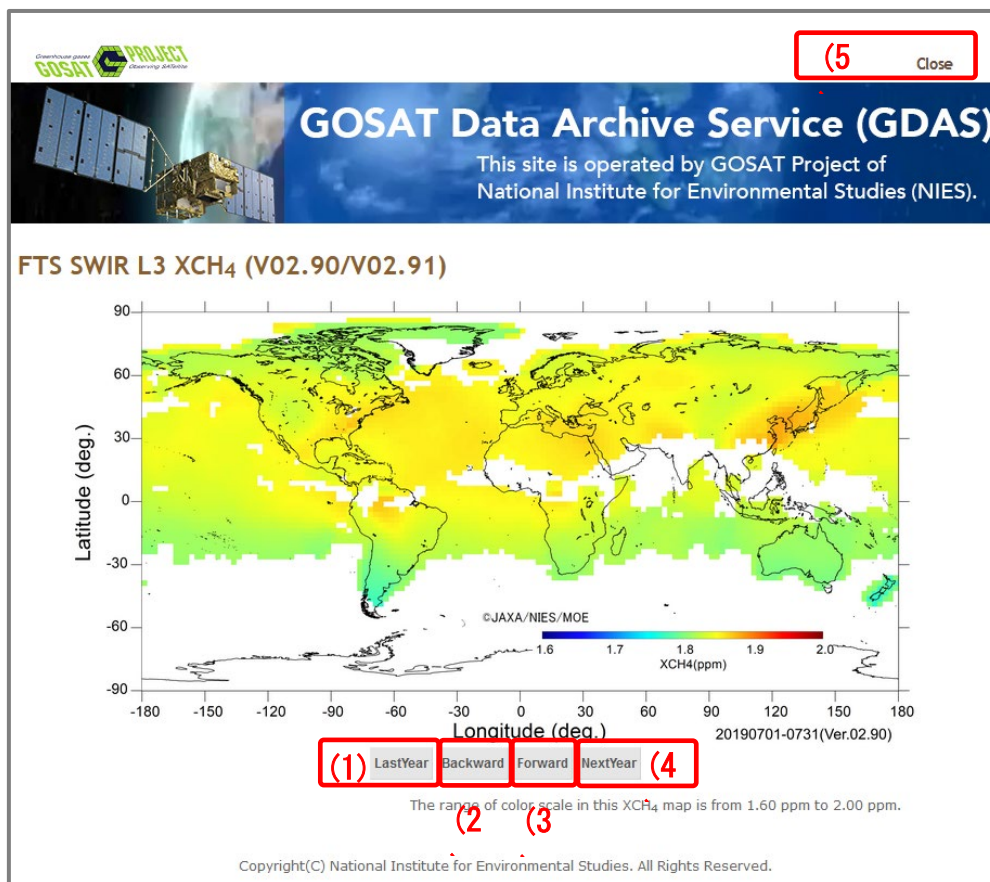 Greenhouse gases
GOSAT PROJECT
Observing SATellite
(5
Close
GOSAT Data Archive Service (GDAS)
This site is operated by GOSAT Project of
National Institute for Environmental Studies (NIES).
FTS SWIR L3 XCH₄ (V02.90/V02.91)
90
60
30
0
-30
-60
-90
Latitude (deg.)
©JAXA/NIES/MOE
1.6 1.7 1.8 1.9 2.0
XCH4(ppm)
-180 -150 -120 -90 -60 -30 0 30 60 90 120 150 180
Longitude (deg.)
20190701-0731(Ver.02.90)
(1) LastYear Backward Forward NextYear (4
The range of color scale in this XCH₄ map is from 1.60 ppm to 2.00 ppm.
(2 (3
Copyright(C) National Institute for Environmental Studies. All Rights Reserved.